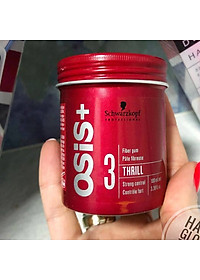 Schwarzkopf
PROFESSIONAL
OSiS+
3
Fiber gum
Pâte fibreuse
THRILL
Strong control
Contrôle fort